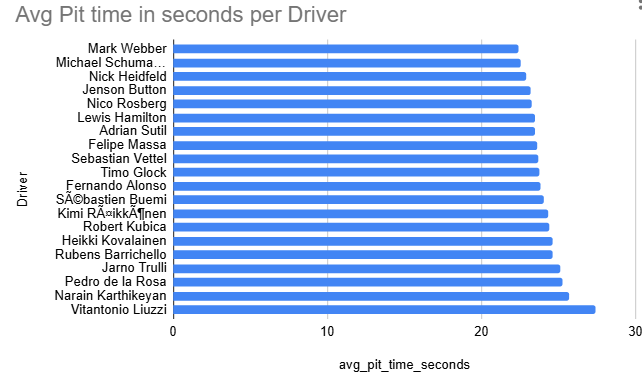 Avg Pit time in seconds per Driver
Mark Webber
Michael Schuma...
Nick Heidfeld
Jenson Button
Nico Rosberg
Lewis Hamilton
Adrian Sutil
Felipe Massa
Sebastian Vettel
Timo Glock
Fernando Alonso
SÃ©bastien Buemi
Kimi RÃ¤ikkÃ¶nen
Robert Kubica
Heikki Kovalainen
Rubens Barrichello
Jarno Trulli
Pedro de la Rosa
Narain Karthikeyan
Vitantonio Liuzzi
Driver
0 10 20 30
avg_pit_time_seconds